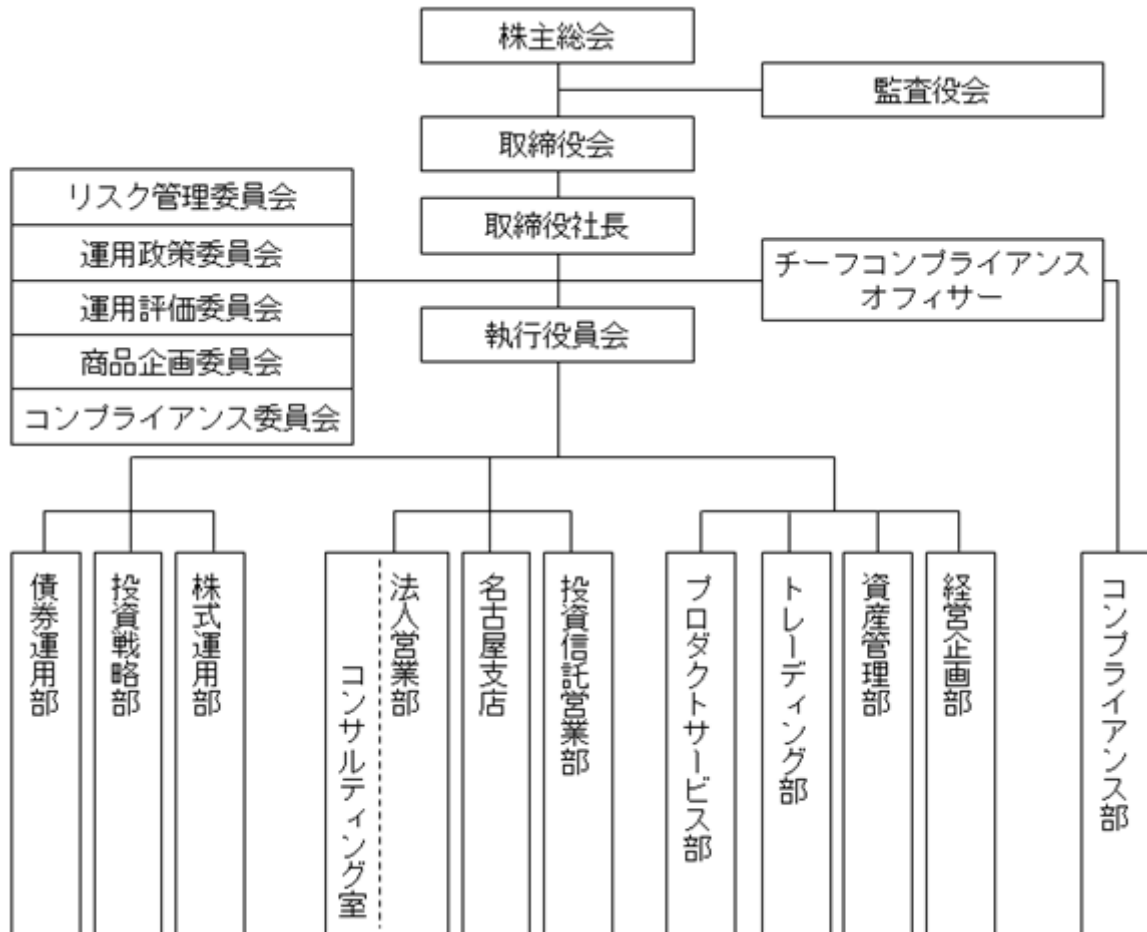 株主総会
監査役会
取締役会
リスク管理委員会
取締役社長
運用政策委員会
チーフコンプライアンス
オフィサー
運用評価委員会
執行役員会
商品企画委員会
コンプライアンス委員会
債券運用部
投資戦略部
株式運用部
コンサルティング室
法人営業部
名古屋支店
投資信託営業部
プロダクトサービス部
トレーディング部
資産管理部
経営企画部
コンプライアンス部